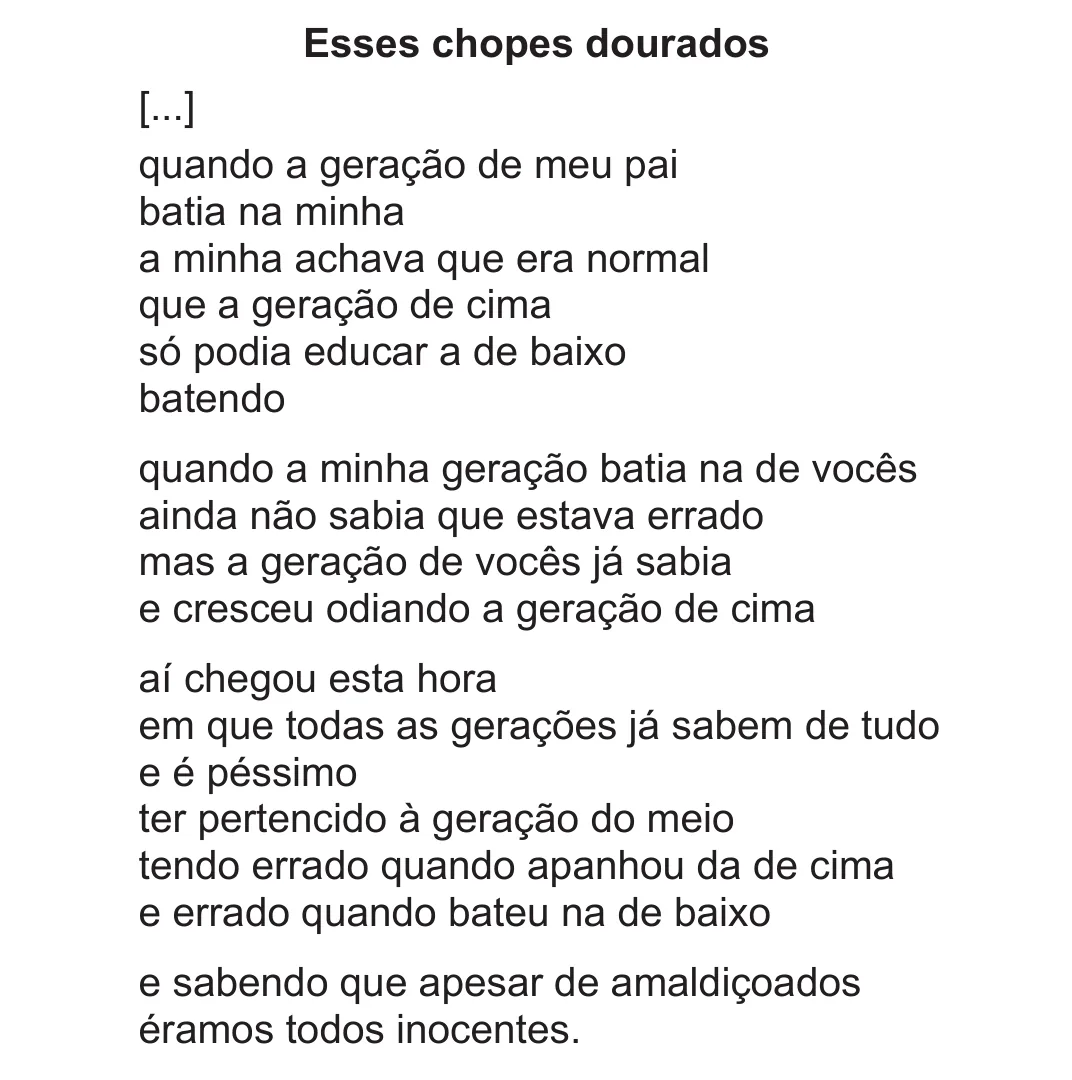 Esses chopes dourados
[...]
quando a geração de meu pai
batia na minha
a minha achava que era normal
que a geração de cima
só podia educar a de baixo
batendo
quando a minha geração batia na de vocês
ainda não sabia que estava errado
mas a geração de vocês já sabia
e cresceu odiando a geração de cima
aí chegou esta hora
em que todas as gerações já sabem de tudo
e é péssimo
ter pertencido à geração do meio
tendo errado quando apanhou da de cima
e errado quando bateu na de baixo
e sabendo que apesar de amaldiçoados
éramos todos inocentes.